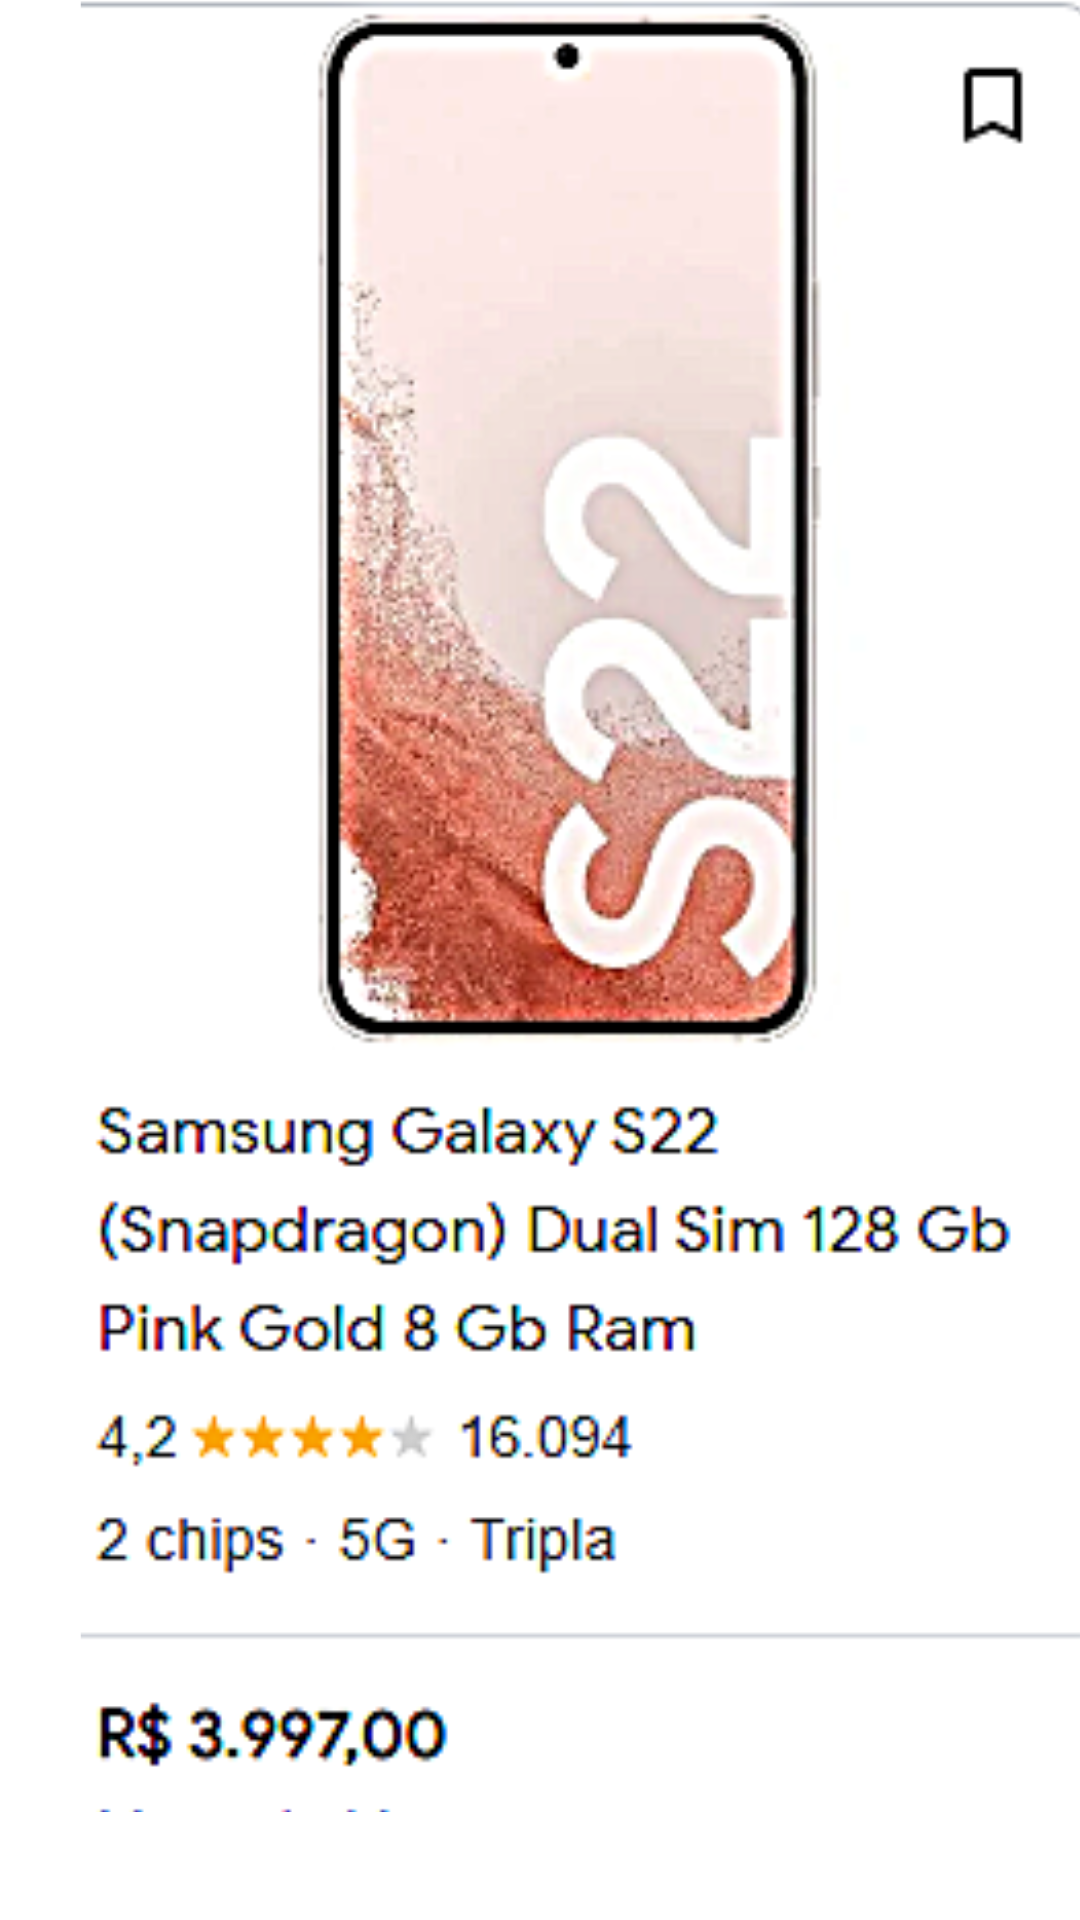 S22
Samsung Galaxy S22
(Snapdragon) Dual Sim 128 Gb
Pink Gold 8 Gb Ram
4,2 16.094
2 chips · 5G · Tripla
R$ 3.997,00